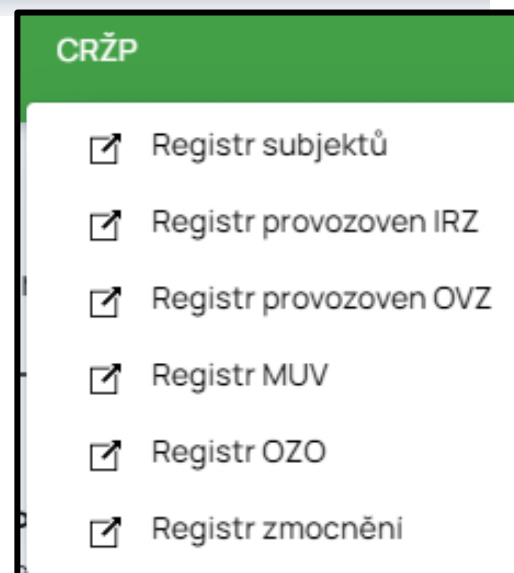 CRŽP
Registr subjektů
Registr provozoven IRZ
Registr provozoven OVZ
Registr MUV
Registr OZO
Registr zmocnění